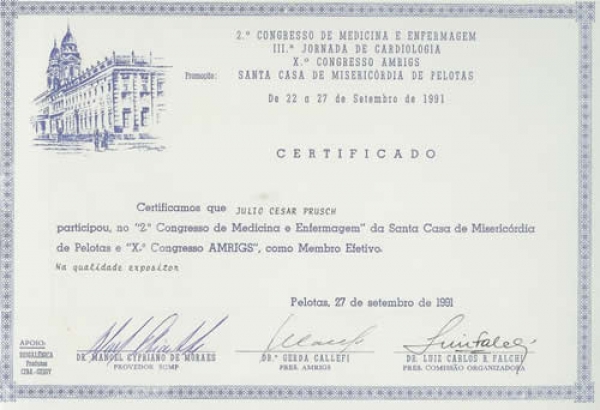 2.º CONGRESSO DE MEDICINA E ENFERMAGEM
III.ª JORNADA DE CARDIOLOGIA
X.º CONGRESSO AMRIGS
Promoção: SANTA CASA DE MISERICÓRDIA DE PELOTAS
De 22 a 27 de Setembro de 1991
CERTIFICADO
Certificamos que JULIO CESAR PRUSCH
participou, no "2.º Congresso de Medicina e Enfermagem" da Santa Casa de Misericórdia
de Pelotas e "X.º Congresso AMRIGS", como Membro Efetivo.
Na qualidade expositor
Pelotas, 27 de setembro de 1991
APOIO:
DR. MANOEL CYPRIANO DE MORAES
PROVEDOR SCMP
DR.ª GERDA CALLEFI
PRES. AMRIGS
DR. LUIZ CARLOS R. FALCHI
PRES. COMISSÃO ORGANIZADORA